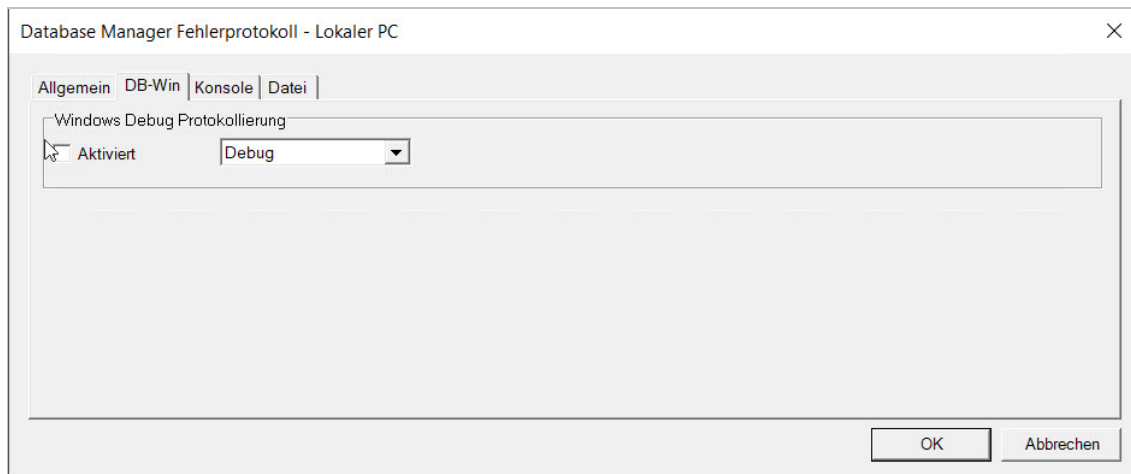 Database Manager Fehlerprotokoll - Lokaler PC
Allgemein DB-Win Konsole Datei
Windows Debug Protokollierung
Aktiviert Debug
OK Abbrechen